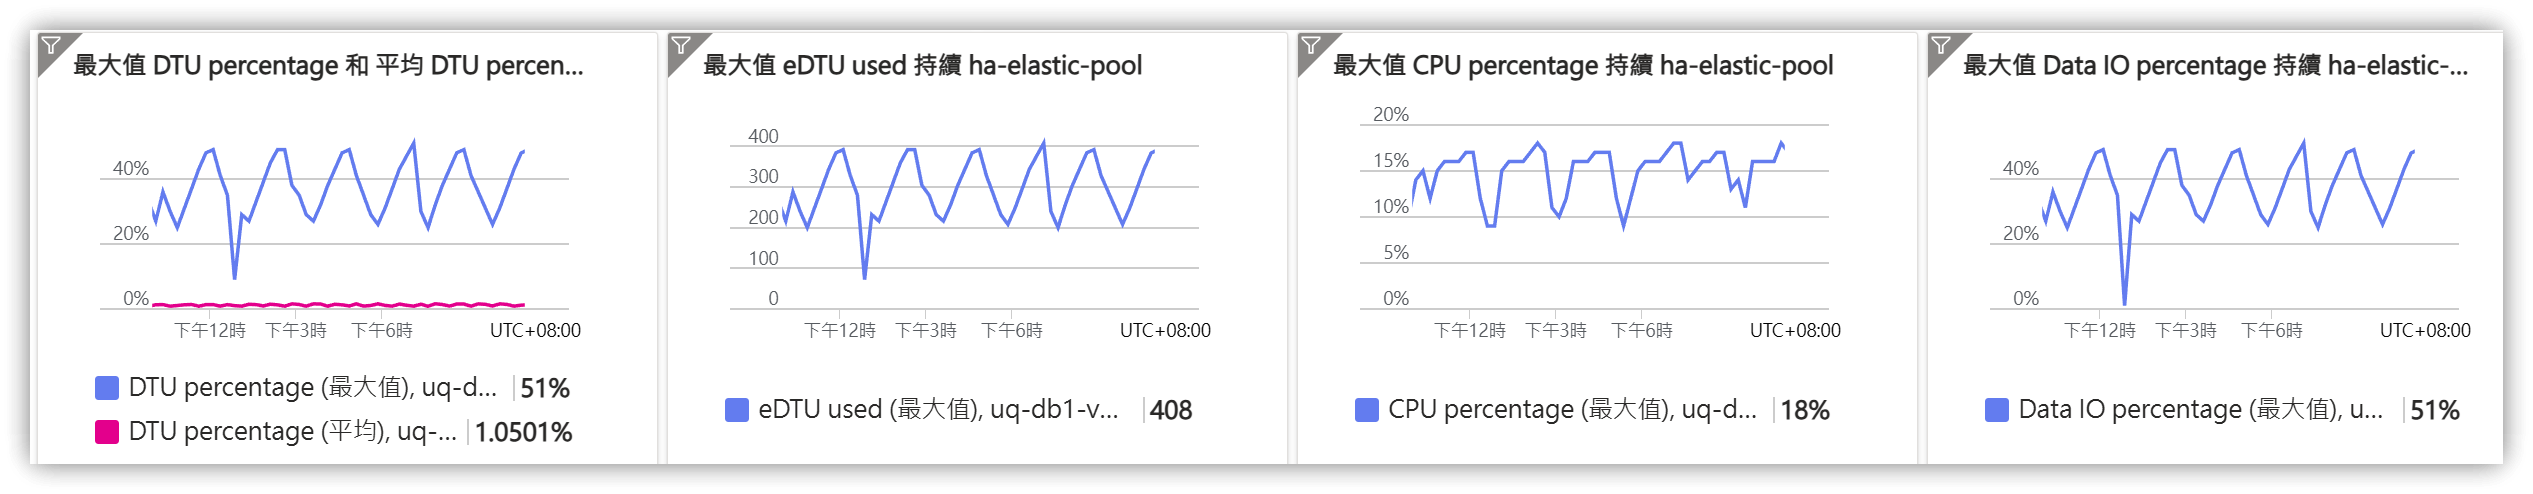 最大值 DTU percentage 和 平均 DTU percen...
40%
20%
0%
下午12時 下午3時 下午6時 UTC+08:00
DTU percentage (最大值), uq-d... 51%
DTU percentage (平均), uq-... 1.0501%
最大值 eDTU used 持續 ha-elastic-pool
400
300
200
100
0
下午12時 下午3時 下午6時 UTC+08:00
eDTU used (最大值), uq-db1-v... 408
最大值 CPU percentage 持續 ha-elastic-pool
20%
15%
10%
5%
0%
下午12時 下午3時 下午6時 UTC+08:00
CPU percentage (最大值), uq-d... 18%
最大值 Data IO percentage 持續 ha-elastic-...
40%
20%
0%
下午12時 下午3時 下午6時 UTC+08:00
Data IO percentage (最大值), u... 51%